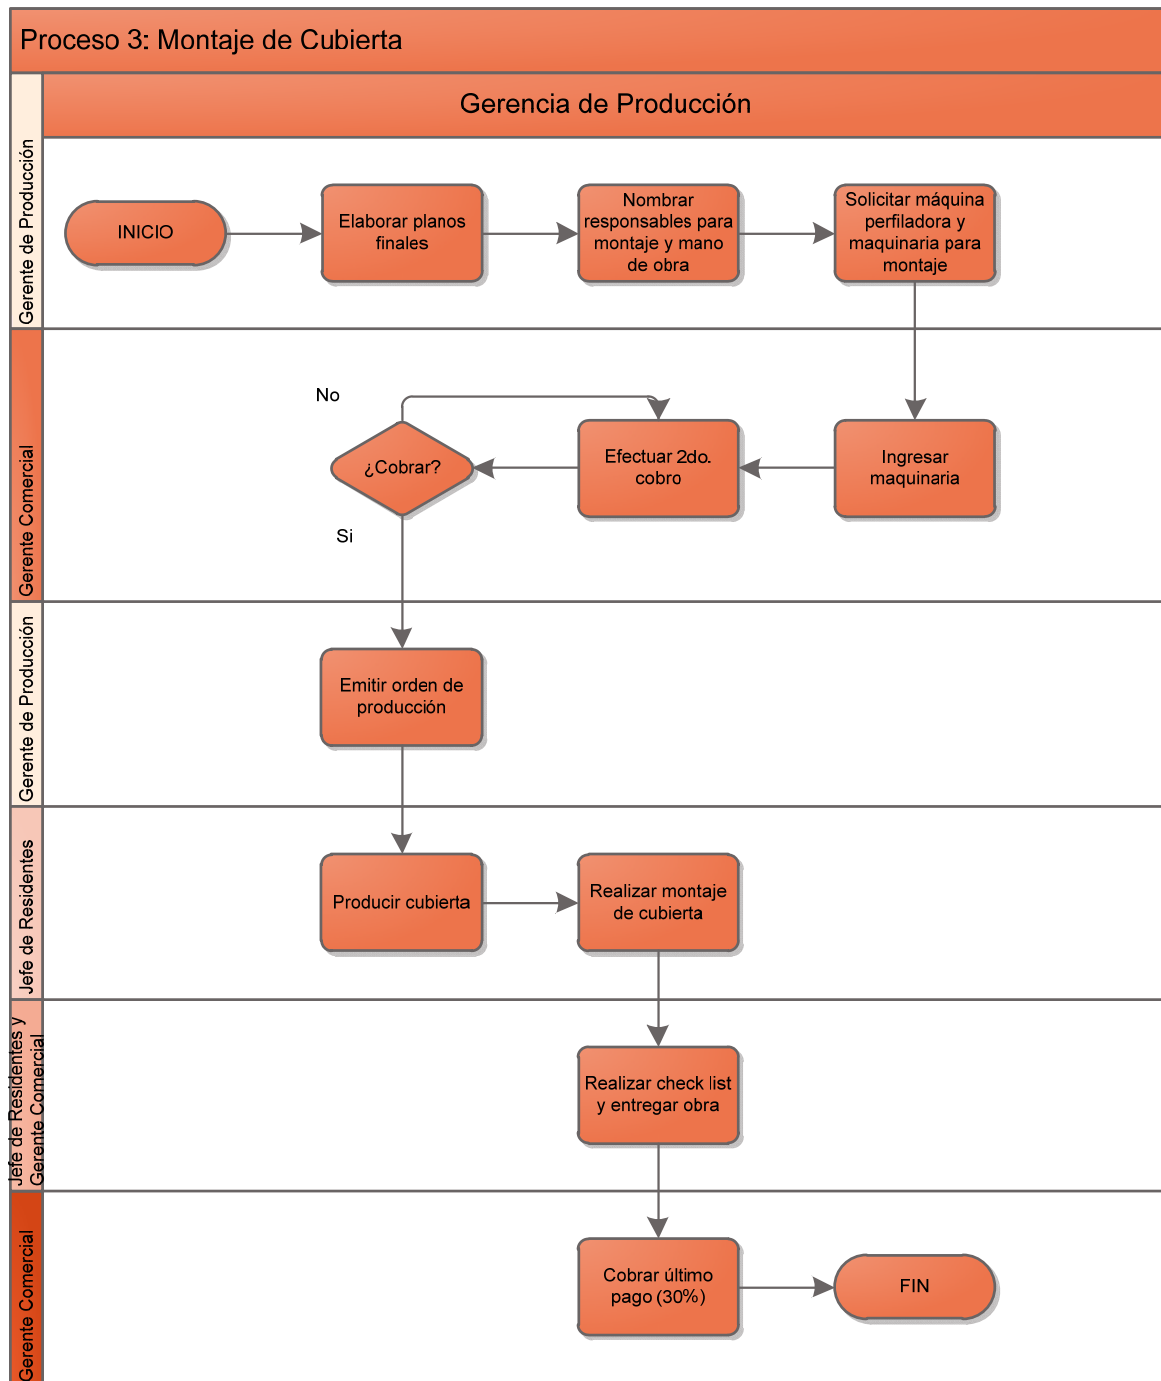 Proceso 3: Montaje de Cubierta
Gerencia de Producción
Gerente de Producción
INICIO
Elaborar planos
finales
Nombrar
responsables para
montaje y mano
de obra
Solicitar máquina
perfiladora y
maquinaria para
montaje
Gerente Comercial
No
¿Cobrar?
Si
Efectuar 2do.
cobro
Ingresar
maquinaria
Gerente de Producción
Emitir orden de
producción
Jefe de Residentes
Producir cubierta
Realizar montaje
de cubierta
Jefe de Residentes y
Gerente Comercial
Realizar check list
y entregar obra
Gerente Comercial
Cobrar último
pago (30%)
FIN